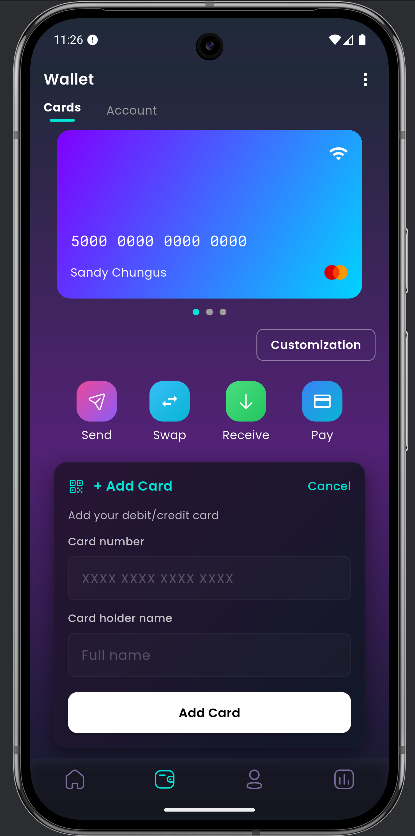 11:26
Wallet
Cards Account
5000 0000 0000 0000
Sandy Chungus
Customization
Send Swap Receive Pay
+ Add Card Cancel
Add your debit/credit card
Card number
XXXX XXXX XXXX XXXX
Card holder name
Full name
Add Card